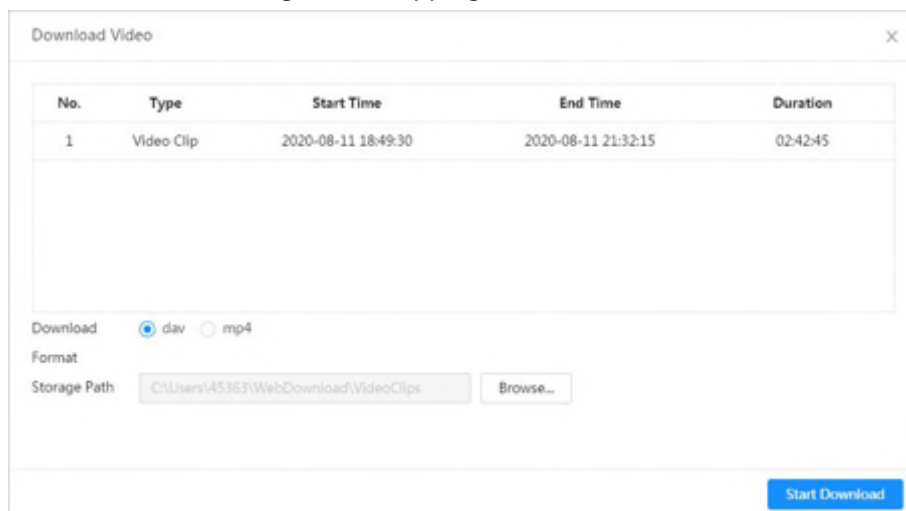 Download Video
No. Type Start Time End Time Duration
1 Video Clip 2020-08-11 18:49:30 2020-08-11 21:32:15 02:42:45
Download dav mp4
Format
Storage Path C:\Users\45363\WebDownload\VideoClips Browse...
Start Download